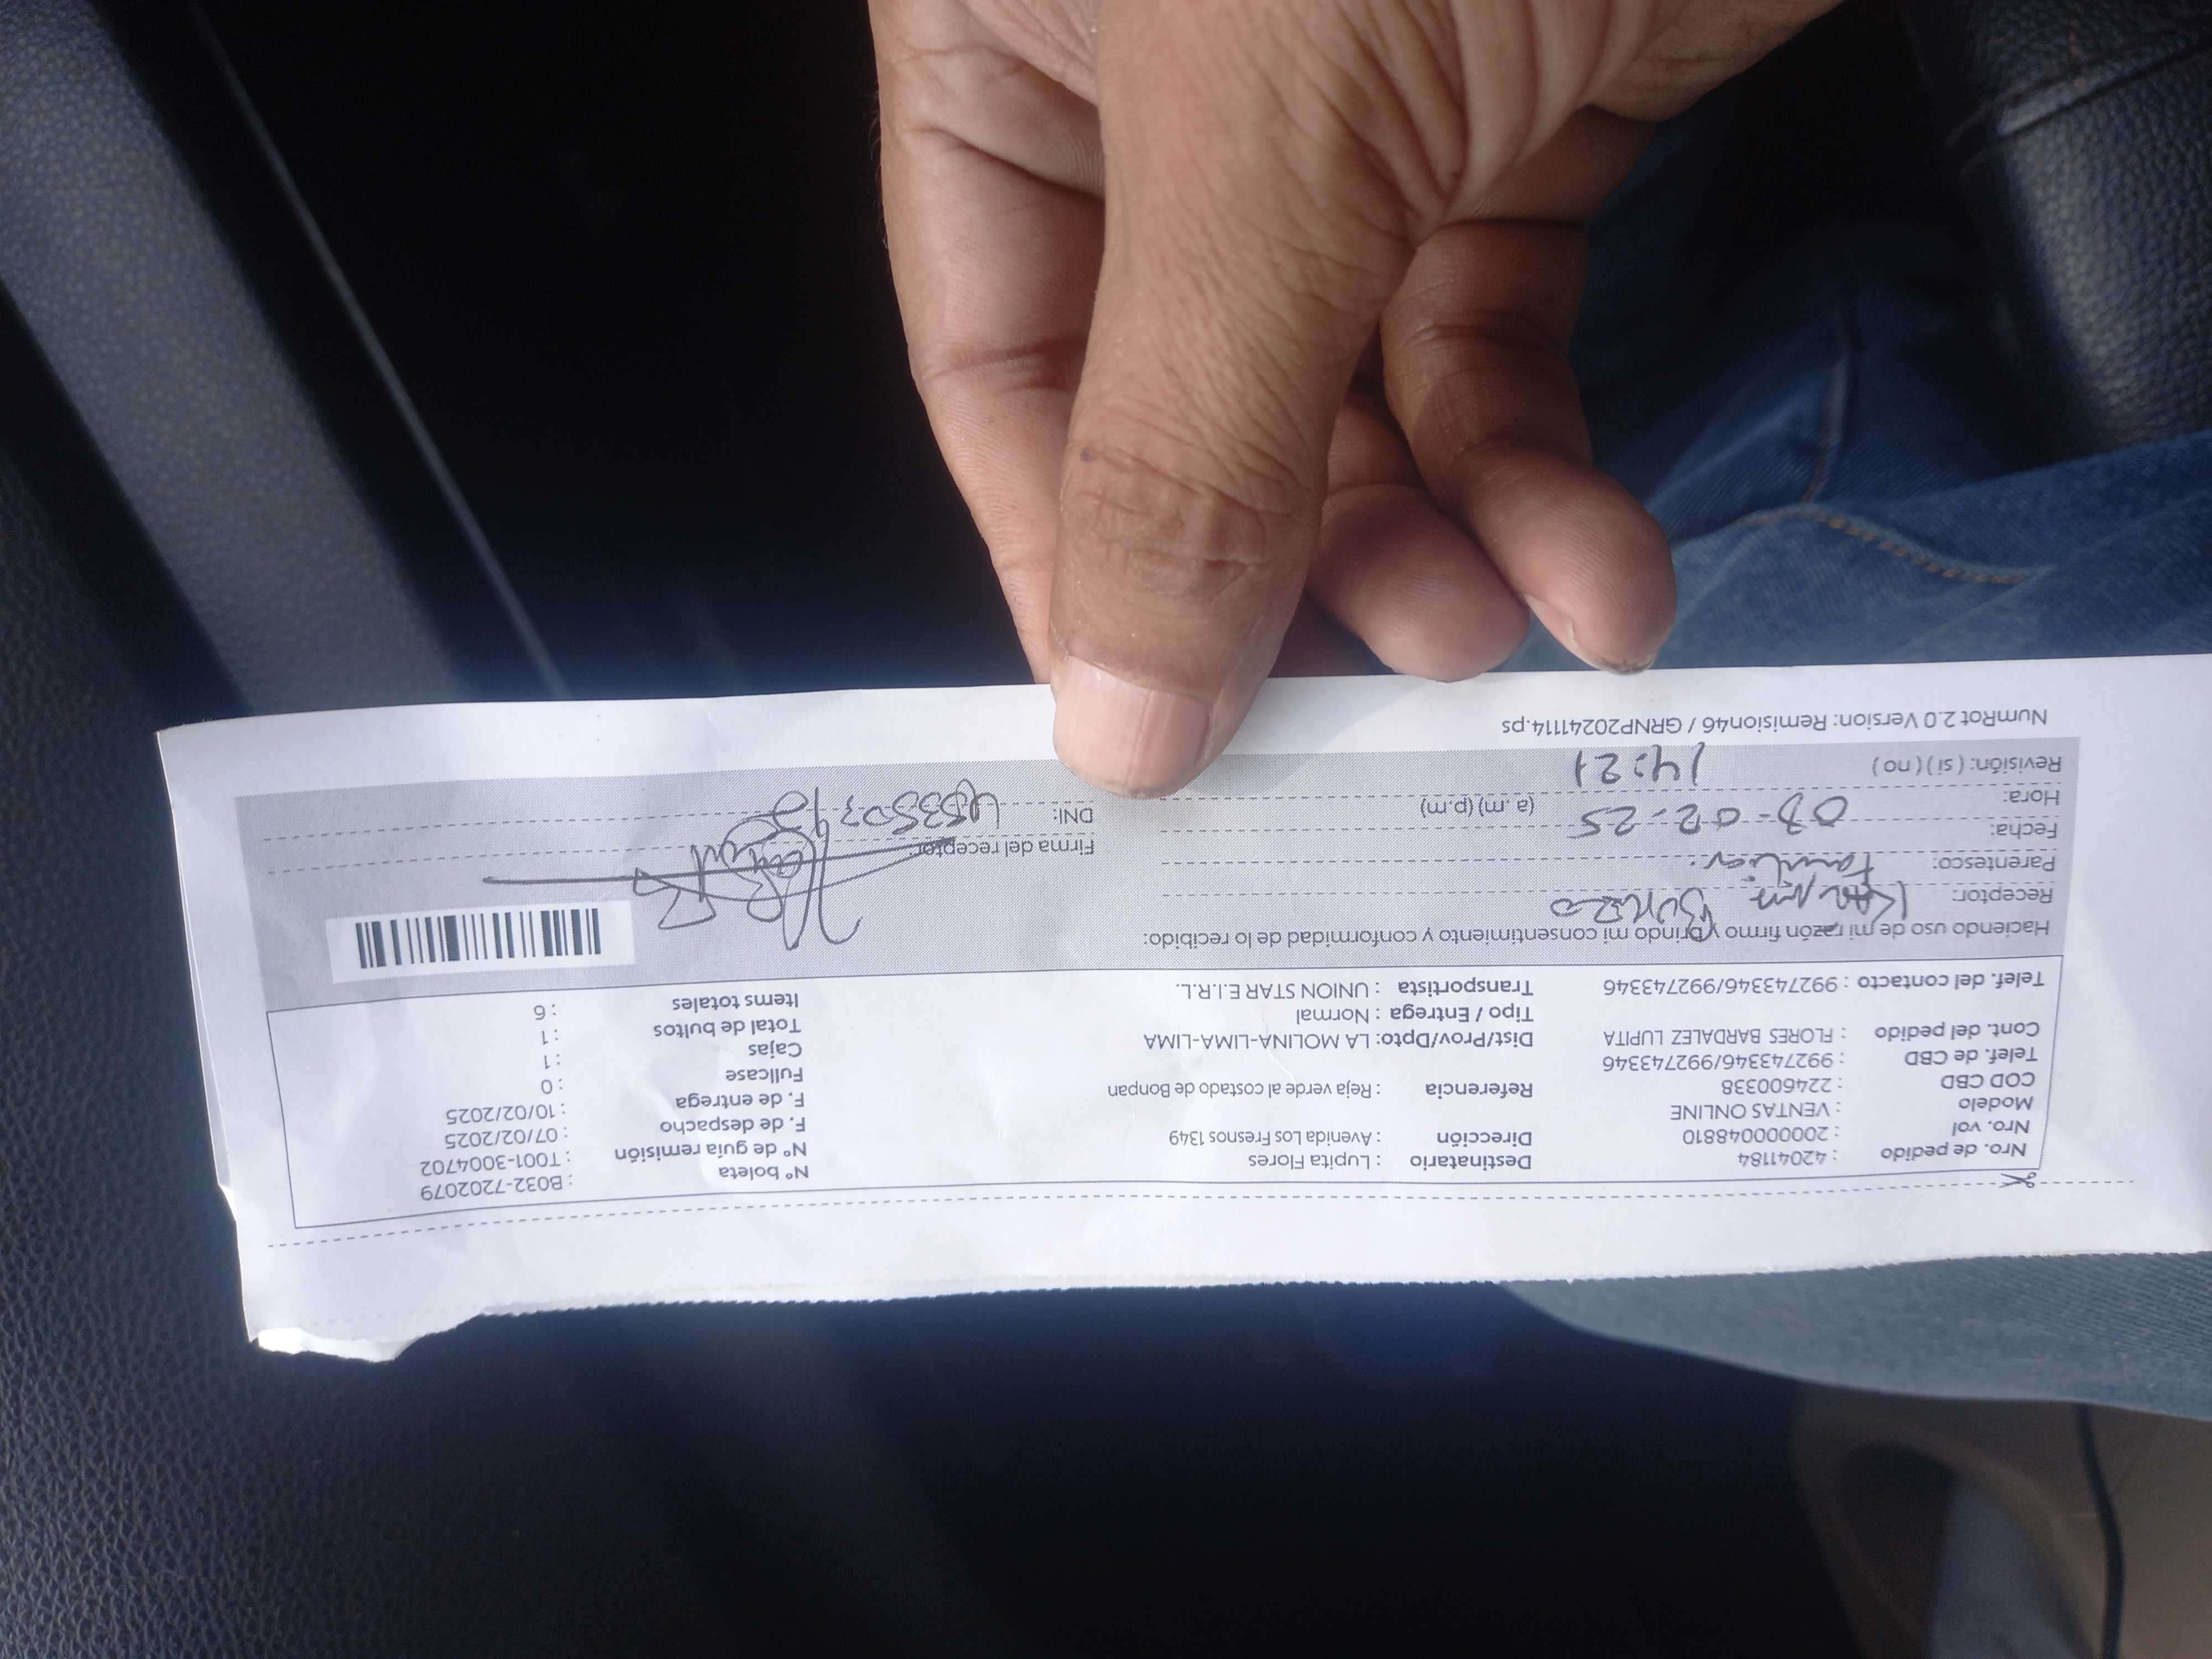 Nro. de pedido : 42041184 Destinatario : Lupita Flores Nº boleta : B032-7202079
Nro. vol : 20000048810 Dirección : Avenida Los Fresnos 1349 Nº de guía remisión : T001-3004702
Modelo : VENTAS ONLINE F. de despacho : 07/02/2025
COD CBD : 224600338 Referencia : Reja verde al costado de Bonpan F. de entrega : 10/02/2025
Telef. de CBD : 992743346/992743346 Fullcase : 0
Cont. del pedido : FLORES BARDALEZ LUPITA Dist/Prov/Dpto: LA MOLINA-LIMA-LIMA Cajas : 1
Tipo / Entrega : Normal Total de bultos : 1
Telef. del contacto : 992743346/992743346 Transportista : UNION STAR E.I.R.L. Items totales : 6
Haciendo uso de mi razón firmo y brindo mi consentimiento y conformidad de lo recibido:
Receptor:
Parentesco: Familiar. Firma del receptor:
Fecha: 08-02-25 DNI:
Hora: (a .m) (p.m)
Revisión: ( si ) ( no ) 14:21
NumRot 2.0 Version: Remision46 / GRNP20241114.ps